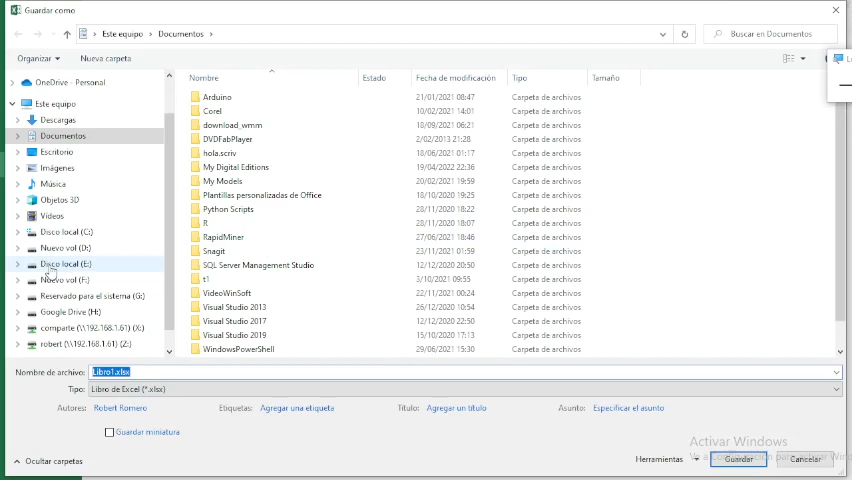 Guardar como
Este equipo > Documentos >
Buscar en Documentos
Organizar
Nueva carpeta
OneDrive - Personal
Este equipo
Descargas
Documentos
Escritorio
Imágenes
Música
Objetos 3D
Vídeos
Disco local (C:)
Nuevo vol (D:)
Disco local (E:)
Nuevo vol (F:)
Reservado para el sistema (G:)
Google Drive (H:)
comparte (\\192.168.1.61) (X:)
robert (\\192.168.1.61) (Z:)
Nombre Estado Fecha de modificación Tipo Tamaño
Arduino 21/01/2021 08:47 Carpeta de archivos
Corel 10/02/2021 14:01 Carpeta de archivos
download_wmm 18/09/2021 06:21 Carpeta de archivos
DVDFabPlayer 2/02/2013 21:28 Carpeta de archivos
hola.scriv 18/06/2021 01:17 Carpeta de archivos
My Digital Editions 19/04/2022 22:36 Carpeta de archivos
My Models 20/02/2021 19:59 Carpeta de archivos
Plantillas personalizadas de Office 18/10/2020 19:25 Carpeta de archivos
Python Scripts 28/11/2020 18:22 Carpeta de archivos
R 28/11/2020 18:07 Carpeta de archivos
RapidMiner 27/06/2021 18:46 Carpeta de archivos
Snagit 23/11/2021 01:59 Carpeta de archivos
SQL Server Management Studio 12/12/2020 20:50 Carpeta de archivos
t1 3/10/2021 09:55 Carpeta de archivos
VideoWinSoft 22/11/2021 00:24 Carpeta de archivos
Visual Studio 2013 26/12/2020 10:54 Carpeta de archivos
Visual Studio 2017 12/12/2020 22:50 Carpeta de archivos
Visual Studio 2019 15/10/2020 17:13 Carpeta de archivos
WindowsPowerShell 29/06/2021 15:30 Carpeta de archivos
Nombre de archivo: Libro1.xlsx
Tipo: Libro de Excel (*.xlsx)
Autores: Robert Romero Etiquetas: Agregar una etiqueta Título: Agregar un título Asunto: Especificar el asunto
Guardar miniatura
Activar Windows
Ocultar carpetas
Herramientas Guardar Cancelar